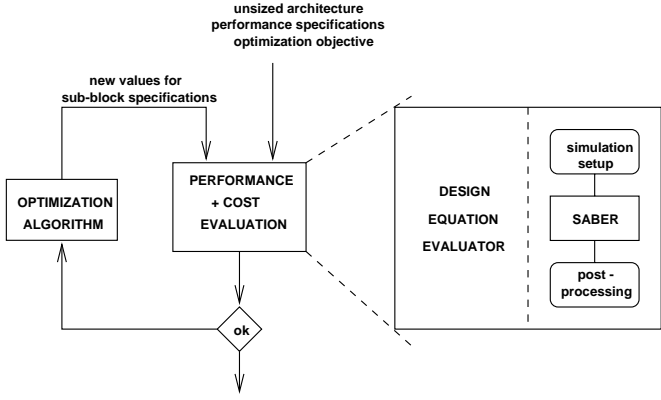 unsized architecture
performance specifications
optimization objective
new values for
sub-block specifications
OPTIMIZATION
ALGORITHM
PERFORMANCE
+ COST
EVALUATION
ok
DESIGN
EQUATION
EVALUATOR
simulation
setup
SABER
post -
processing